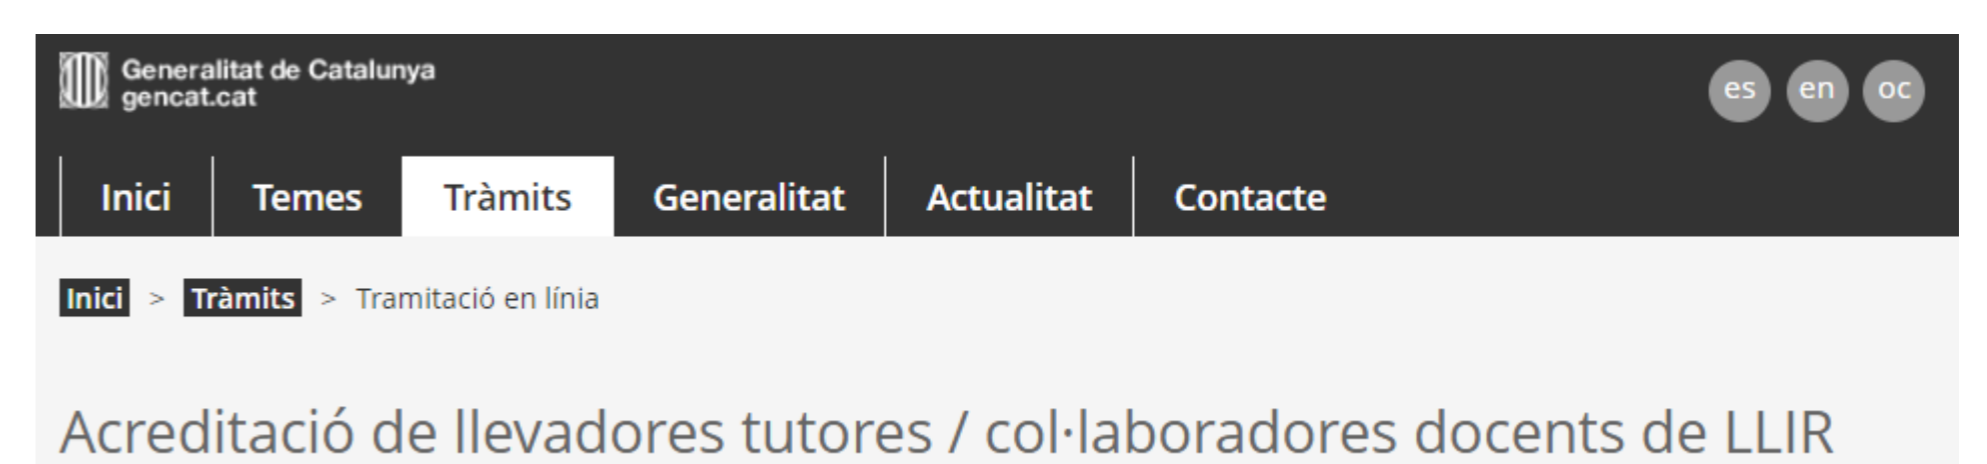 Generalitat de Catalunya
gencat.cat
es en oc
Inici Temes Tràmits Generalitat Actualitat Contacte
Inici > Tràmits > Tramitació en línia
Acreditació de llevadores tutores / col·laboradores docents de LLIR